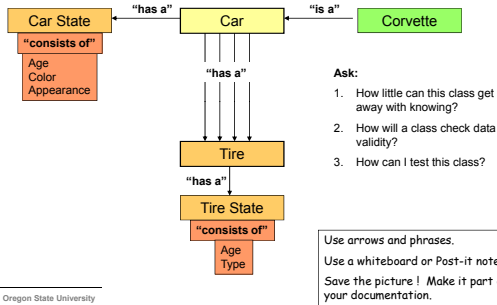 "has a"
"is a"
Car State
Car
Corvette
"consists of"
Age
Color
Appearance
"has a"
Ask:
1. How little can this class get
away with knowing?
2. How will a class check data
validity?
3. How can I test this class?
Tire
"has a"
Tire State
"consists of"
Age
Type
Use arrows and phrases.
Use a whiteboard or Post-it note
Save the picture ! Make it part
your documentation.
Oregon State University